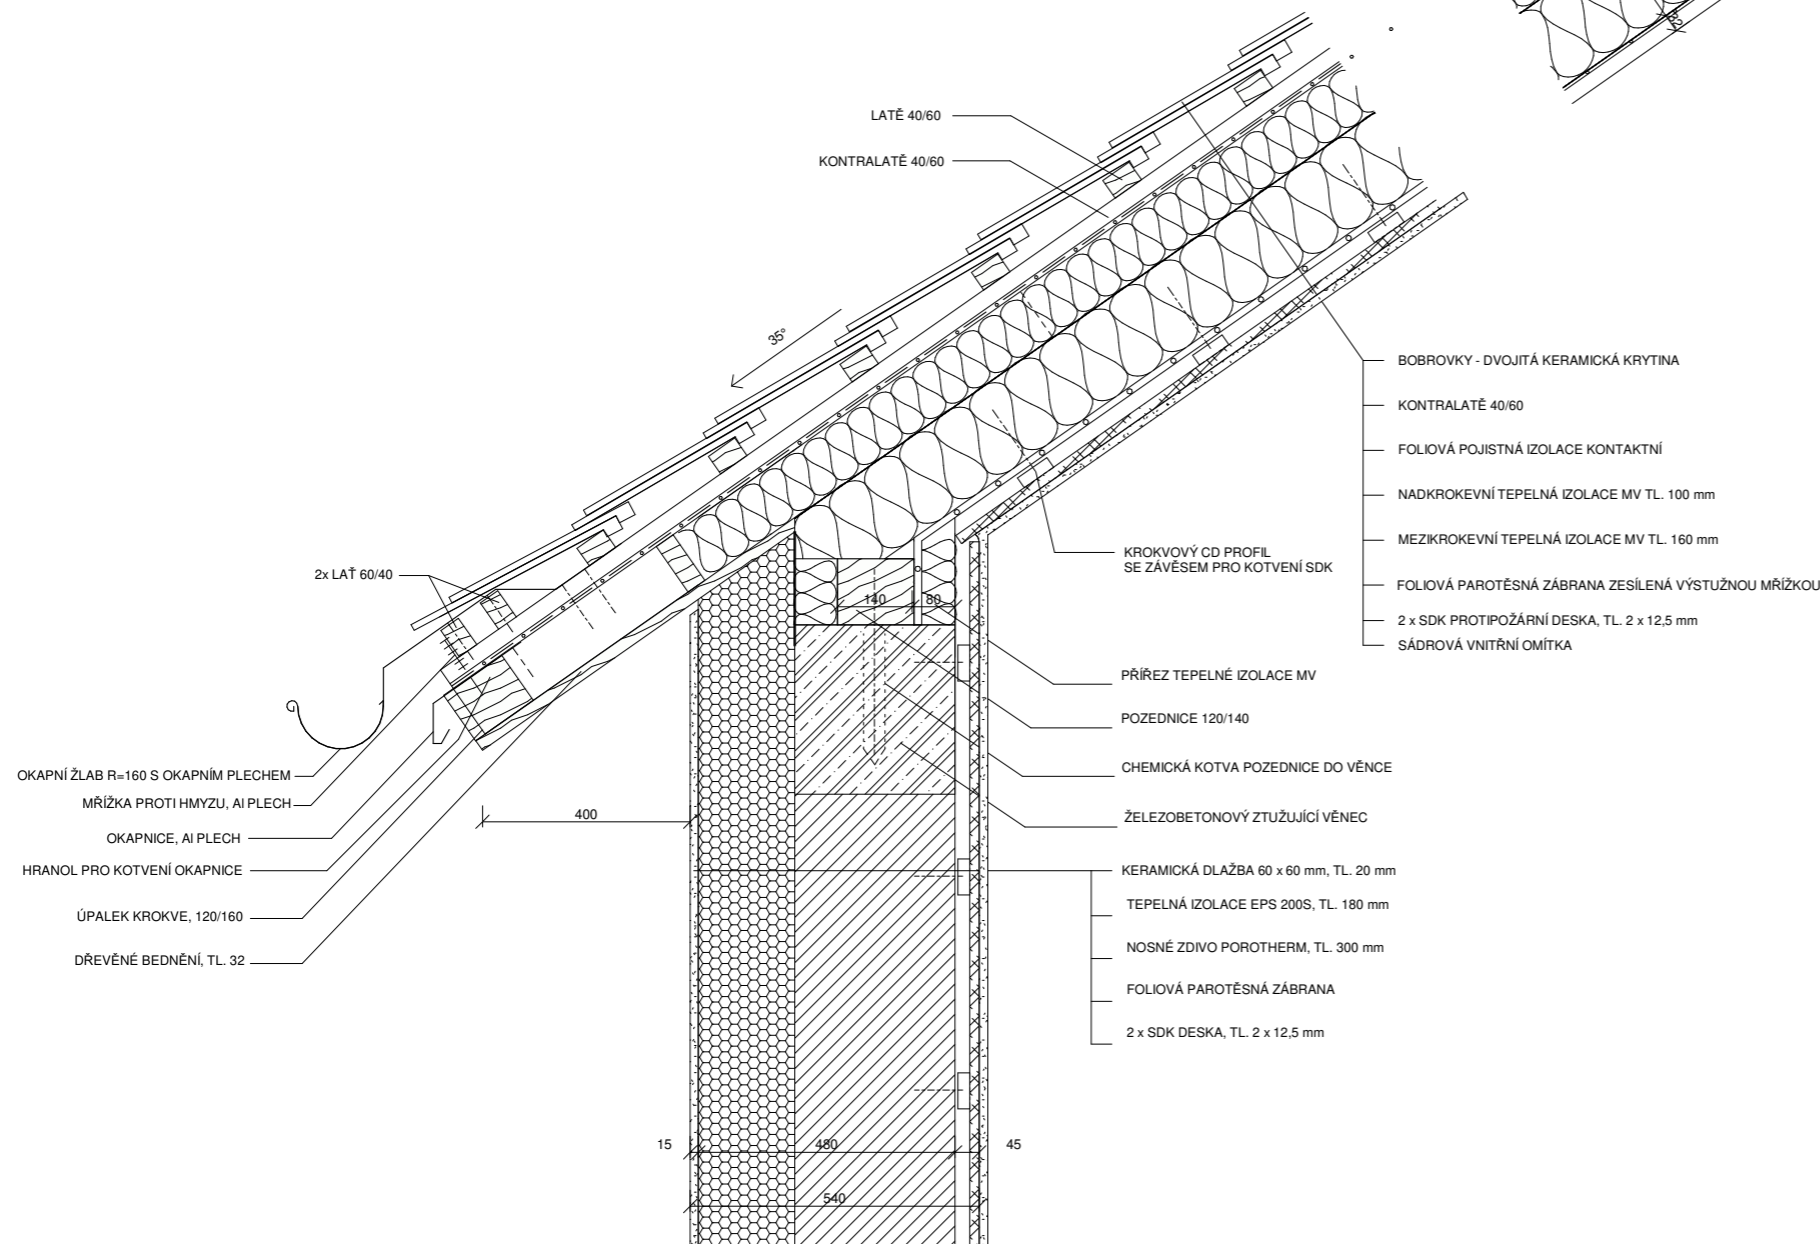 32
LATĚ 40/60
KONTRALATĚ 40/60
35°
2x LAŤ 60/40
BOBROVKY - DVOJITÁ KERAMICKÁ KRYTINA
KONTRALATĚ 40/60
FOLIOVÁ POJISTNÁ IZOLACE KONTAKTNÍ
NADKROKEVNÍ TEPELNÁ IZOLACE MV TL. 100 mm
MEZIKROKEVNÍ TEPELNÁ IZOLACE MV TL. 160 mm
FOLIOVÁ PAROTĚSNÁ ZÁBRANA ZESÍLENÁ VÝSTUŽNOU MŘÍŽKOU
2 x SDK PROTIPOŽÁRNÍ DESKA, TL. 2 x 12,5 mm
SÁDROVÁ VNITŘNÍ OMÍTKA
KROKVOVÝ CD PROFIL
SE ZÁVĚSEM PRO KOTVENÍ SDK
140
80
PŘÍŘEZ TEPELNÉ IZOLACE MV
POZEDNICE 120/140
CHEMICKÁ KOTVA POZEDNICE DO VĚNCE
ŽELEZOBETONOVÝ ZTUŽUJÍCÍ VĚNEC
OKAPNÍ ŽLAB R=160 S OKAPNÍM PLECHEM
MŘÍŽKA PROTI HMYZU, Al PLECH
OKAPNICE, Al PLECH
HRANOL PRO KOTVENÍ OKAPNICE
ÚPALEK KROKVE, 120/160
DŘEVĚNÉ BEDNĚNÍ, TL. 32
400
KERAMICKÁ DLAŽBA 60 x 60 mm, TL. 20 mm
TEPELNÁ IZOLACE EPS 200S, TL. 180 mm
NOSNÉ ZDIVO POROTHERM, TL. 300 mm
FOLIOVÁ PAROTĚSNÁ ZÁBRANA
2 x SDK DESKA, TL. 2 x 12,5 mm
15
480
45
540